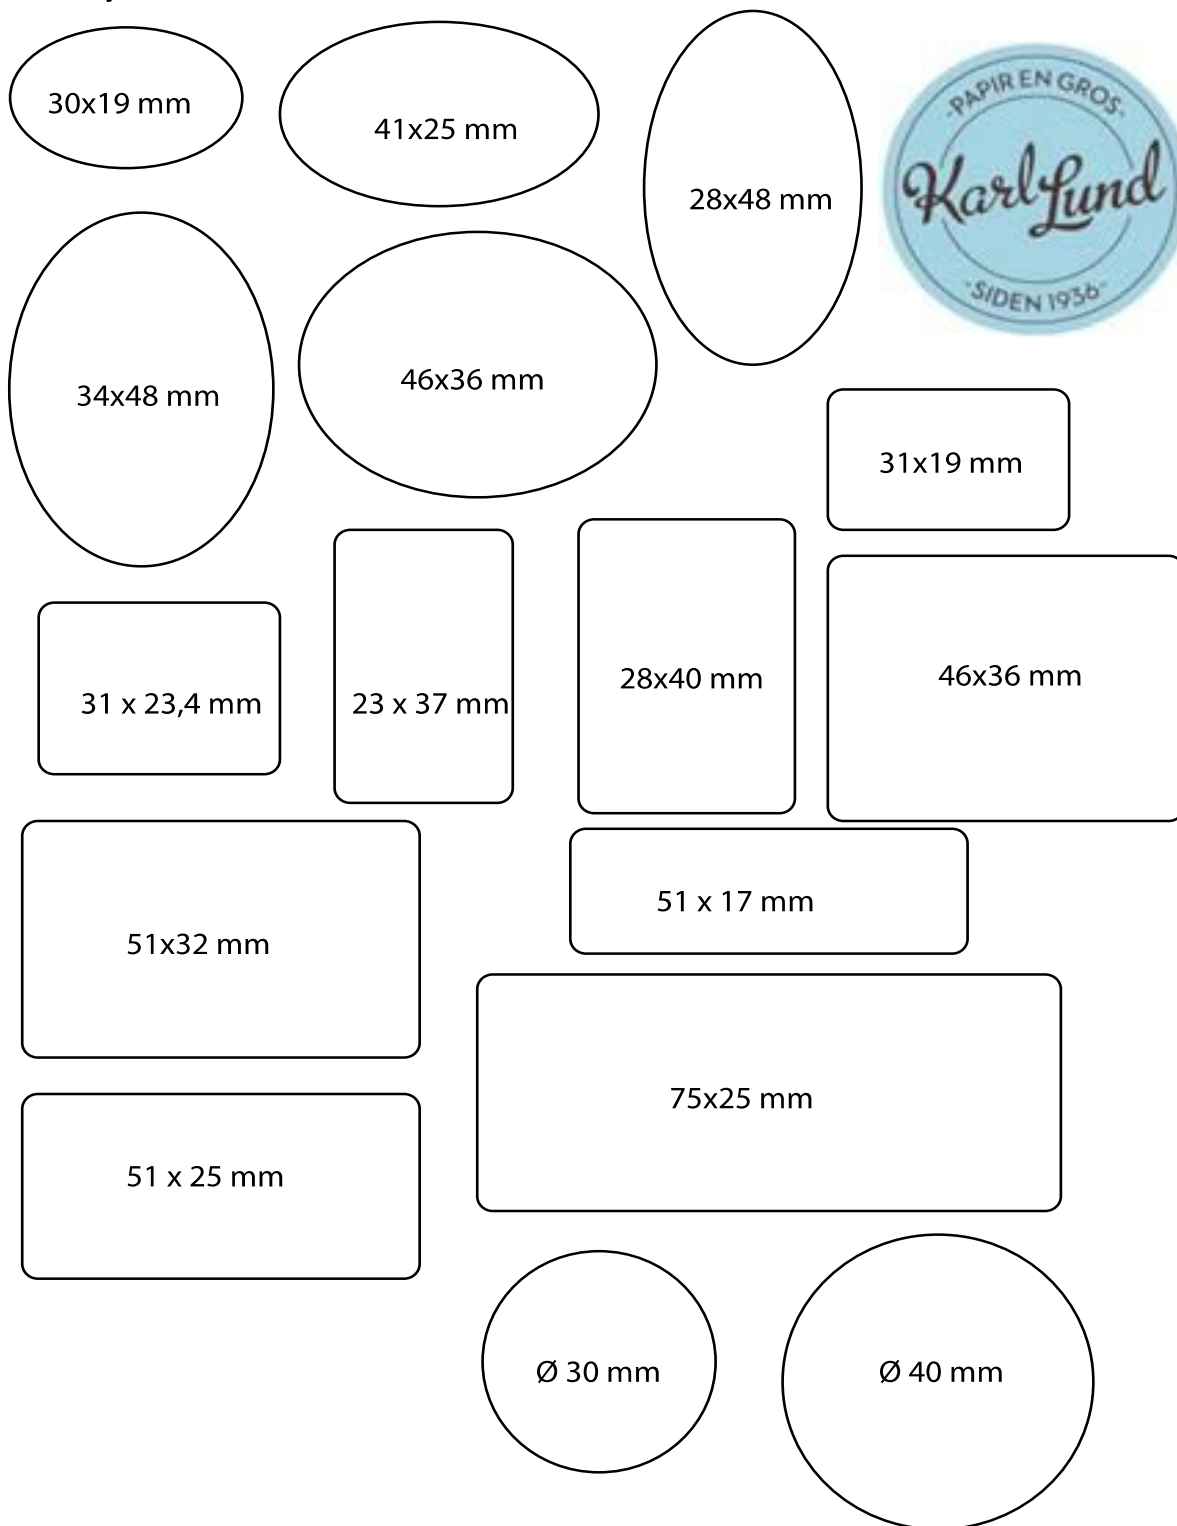 30x19 mm
41x25 mm
28x48 mm
-PAPIR EN GROS-
Karl Lund
-SIDEN 1936-
34x48 mm
46x36 mm
31x19 mm
31 x 23,4 mm
23 x 37 mm
28x40 mm
46x36 mm
51x32 mm
51 x 17 mm
75x25 mm
51 x 25 mm
Ø 30 mm
Ø 40 mm